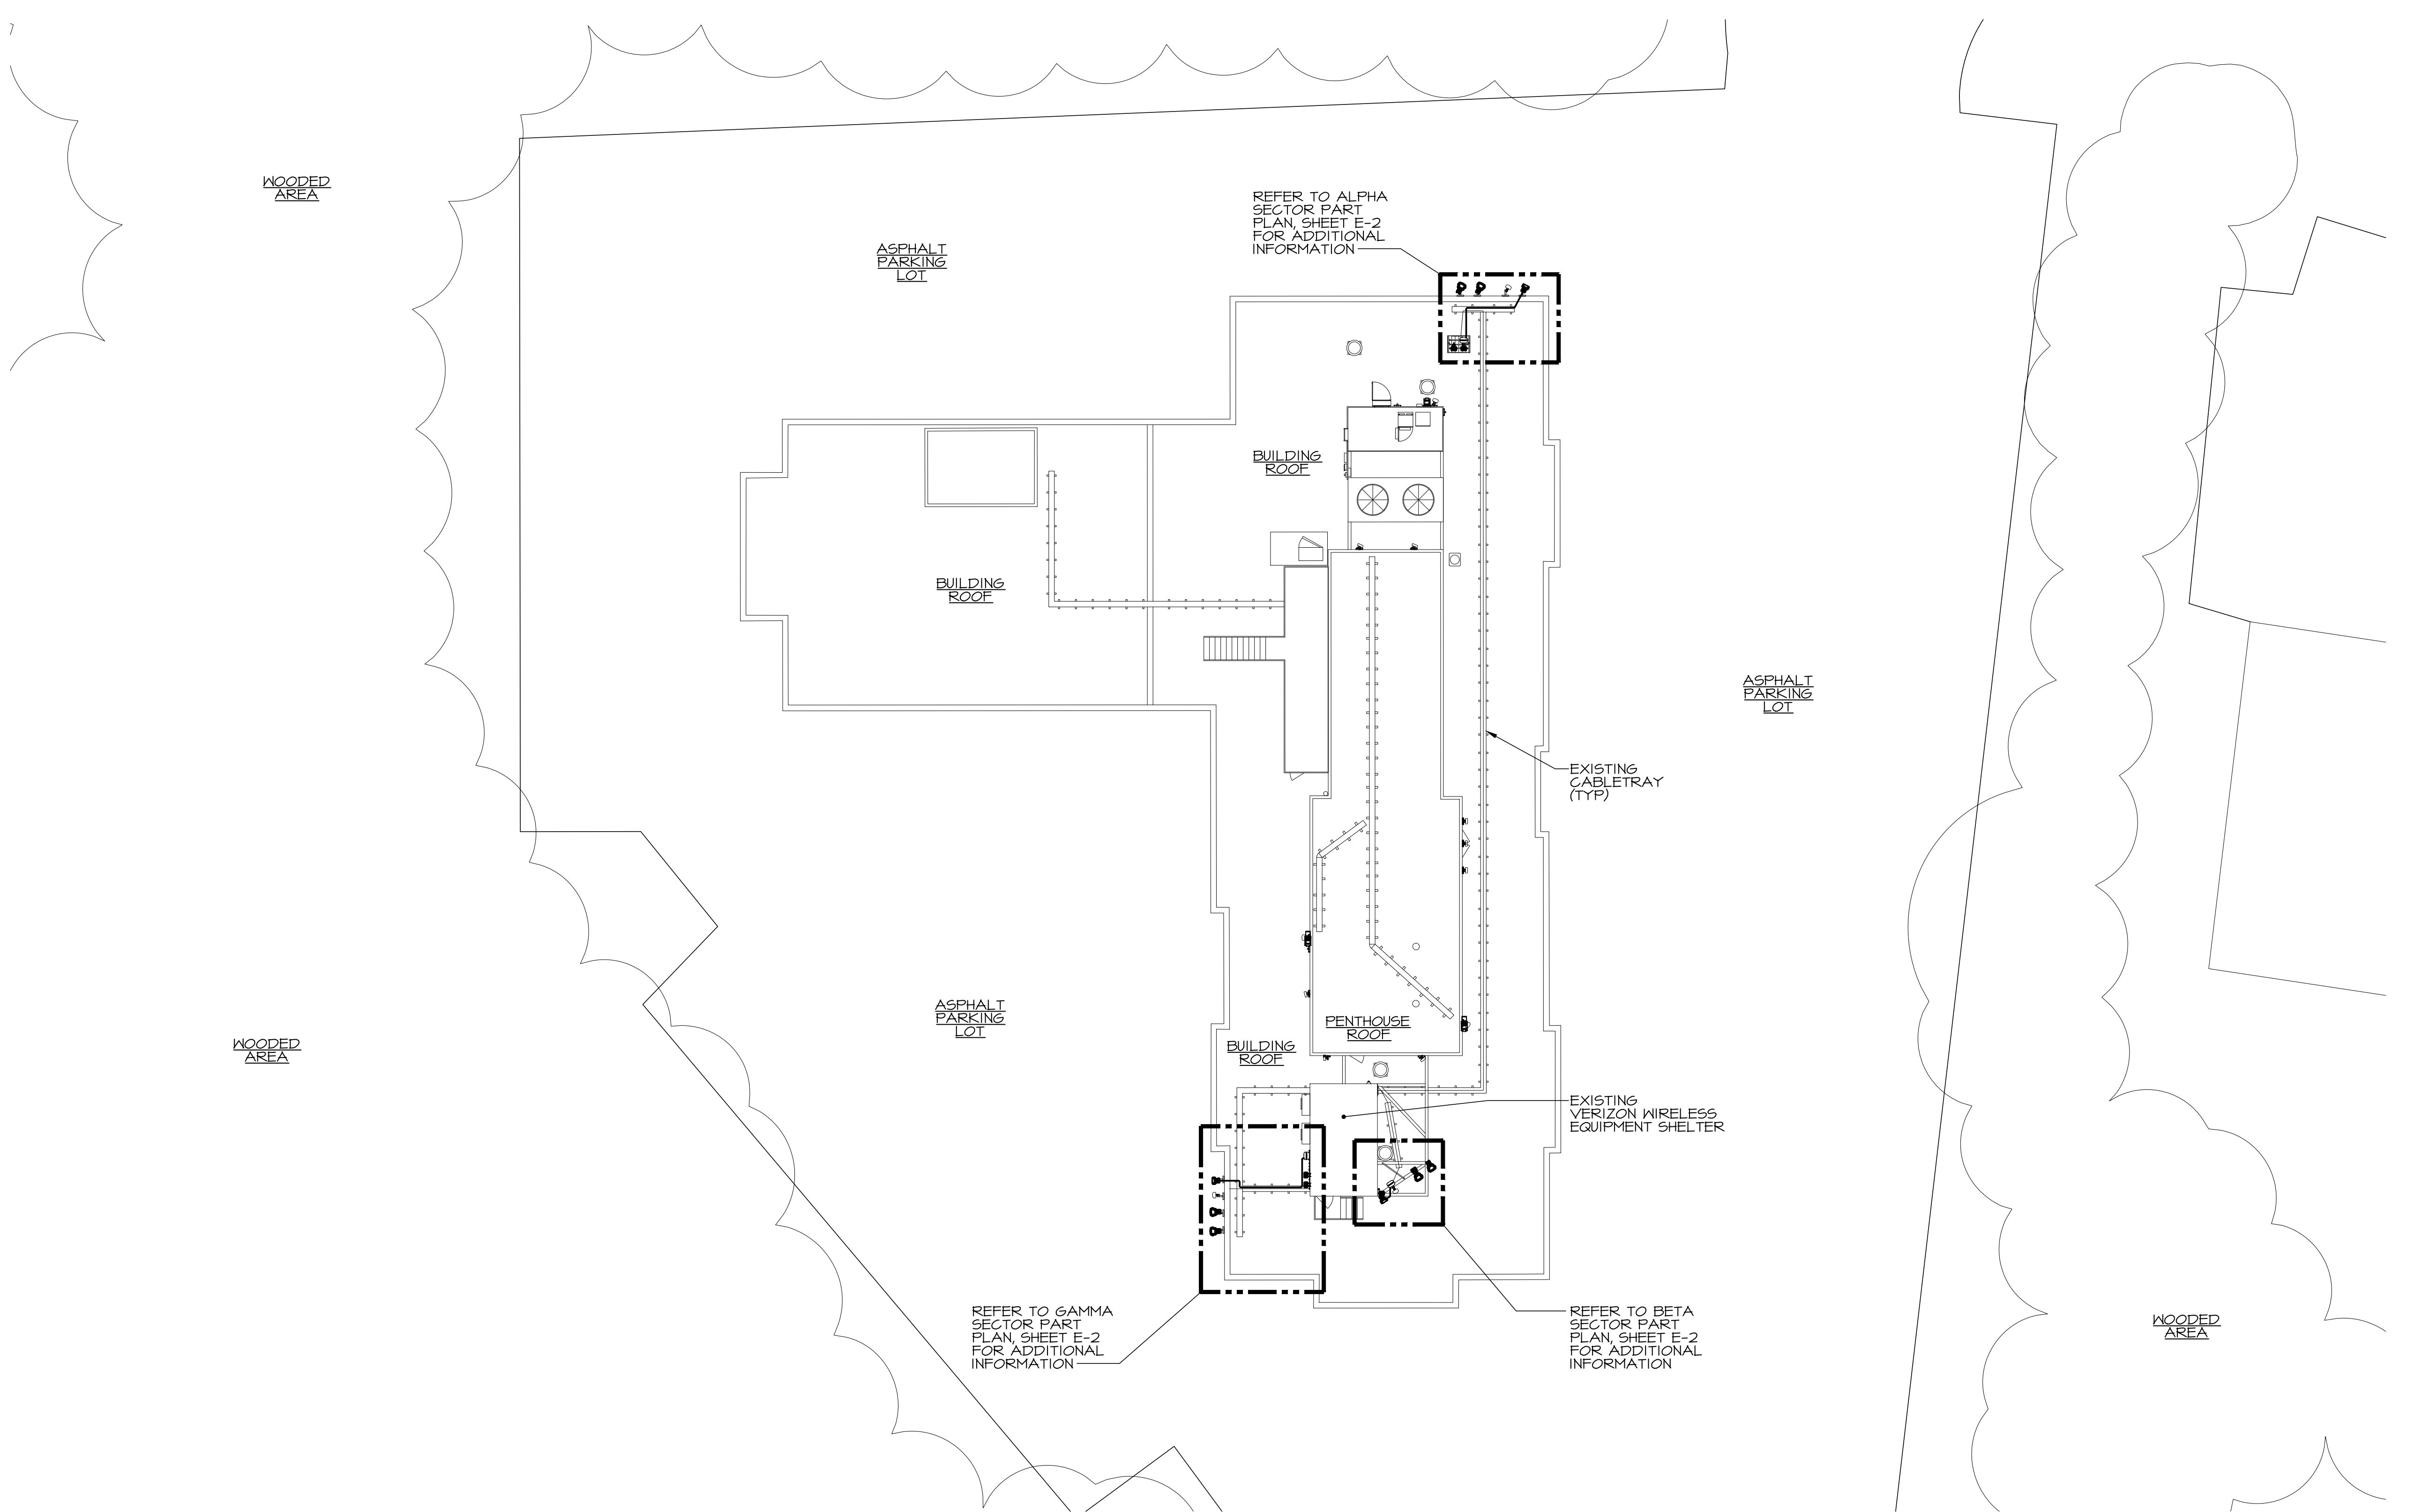 WOODED
AREA
REFER TO ALPHA
SECTOR PART
PLAN, SHEET E-2
FOR ADDITIONAL
INFORMATION
ASPHALT
PARKING
LOT
BUILDING
ROOF
BUILDING
ROOF
ASPHALT
PARKING
LOT
EXISTING
CABLETRAY
(TYP)
ASPHALT
PARKING
LOT
PENTHOUSE
ROOF
BUILDING
ROOF
WOODED
AREA
EXISTING
VERIZON WIRELESS
EQUIPMENT SHELTER
REFER TO GAMMA
SECTOR PART
PLAN, SHEET E-2
FOR ADDITIONAL
INFORMATION
REFER TO BETA
SECTOR PART
PLAN, SHEET E-2
FOR ADDITIONAL
INFORMATION
WOODED
AREA